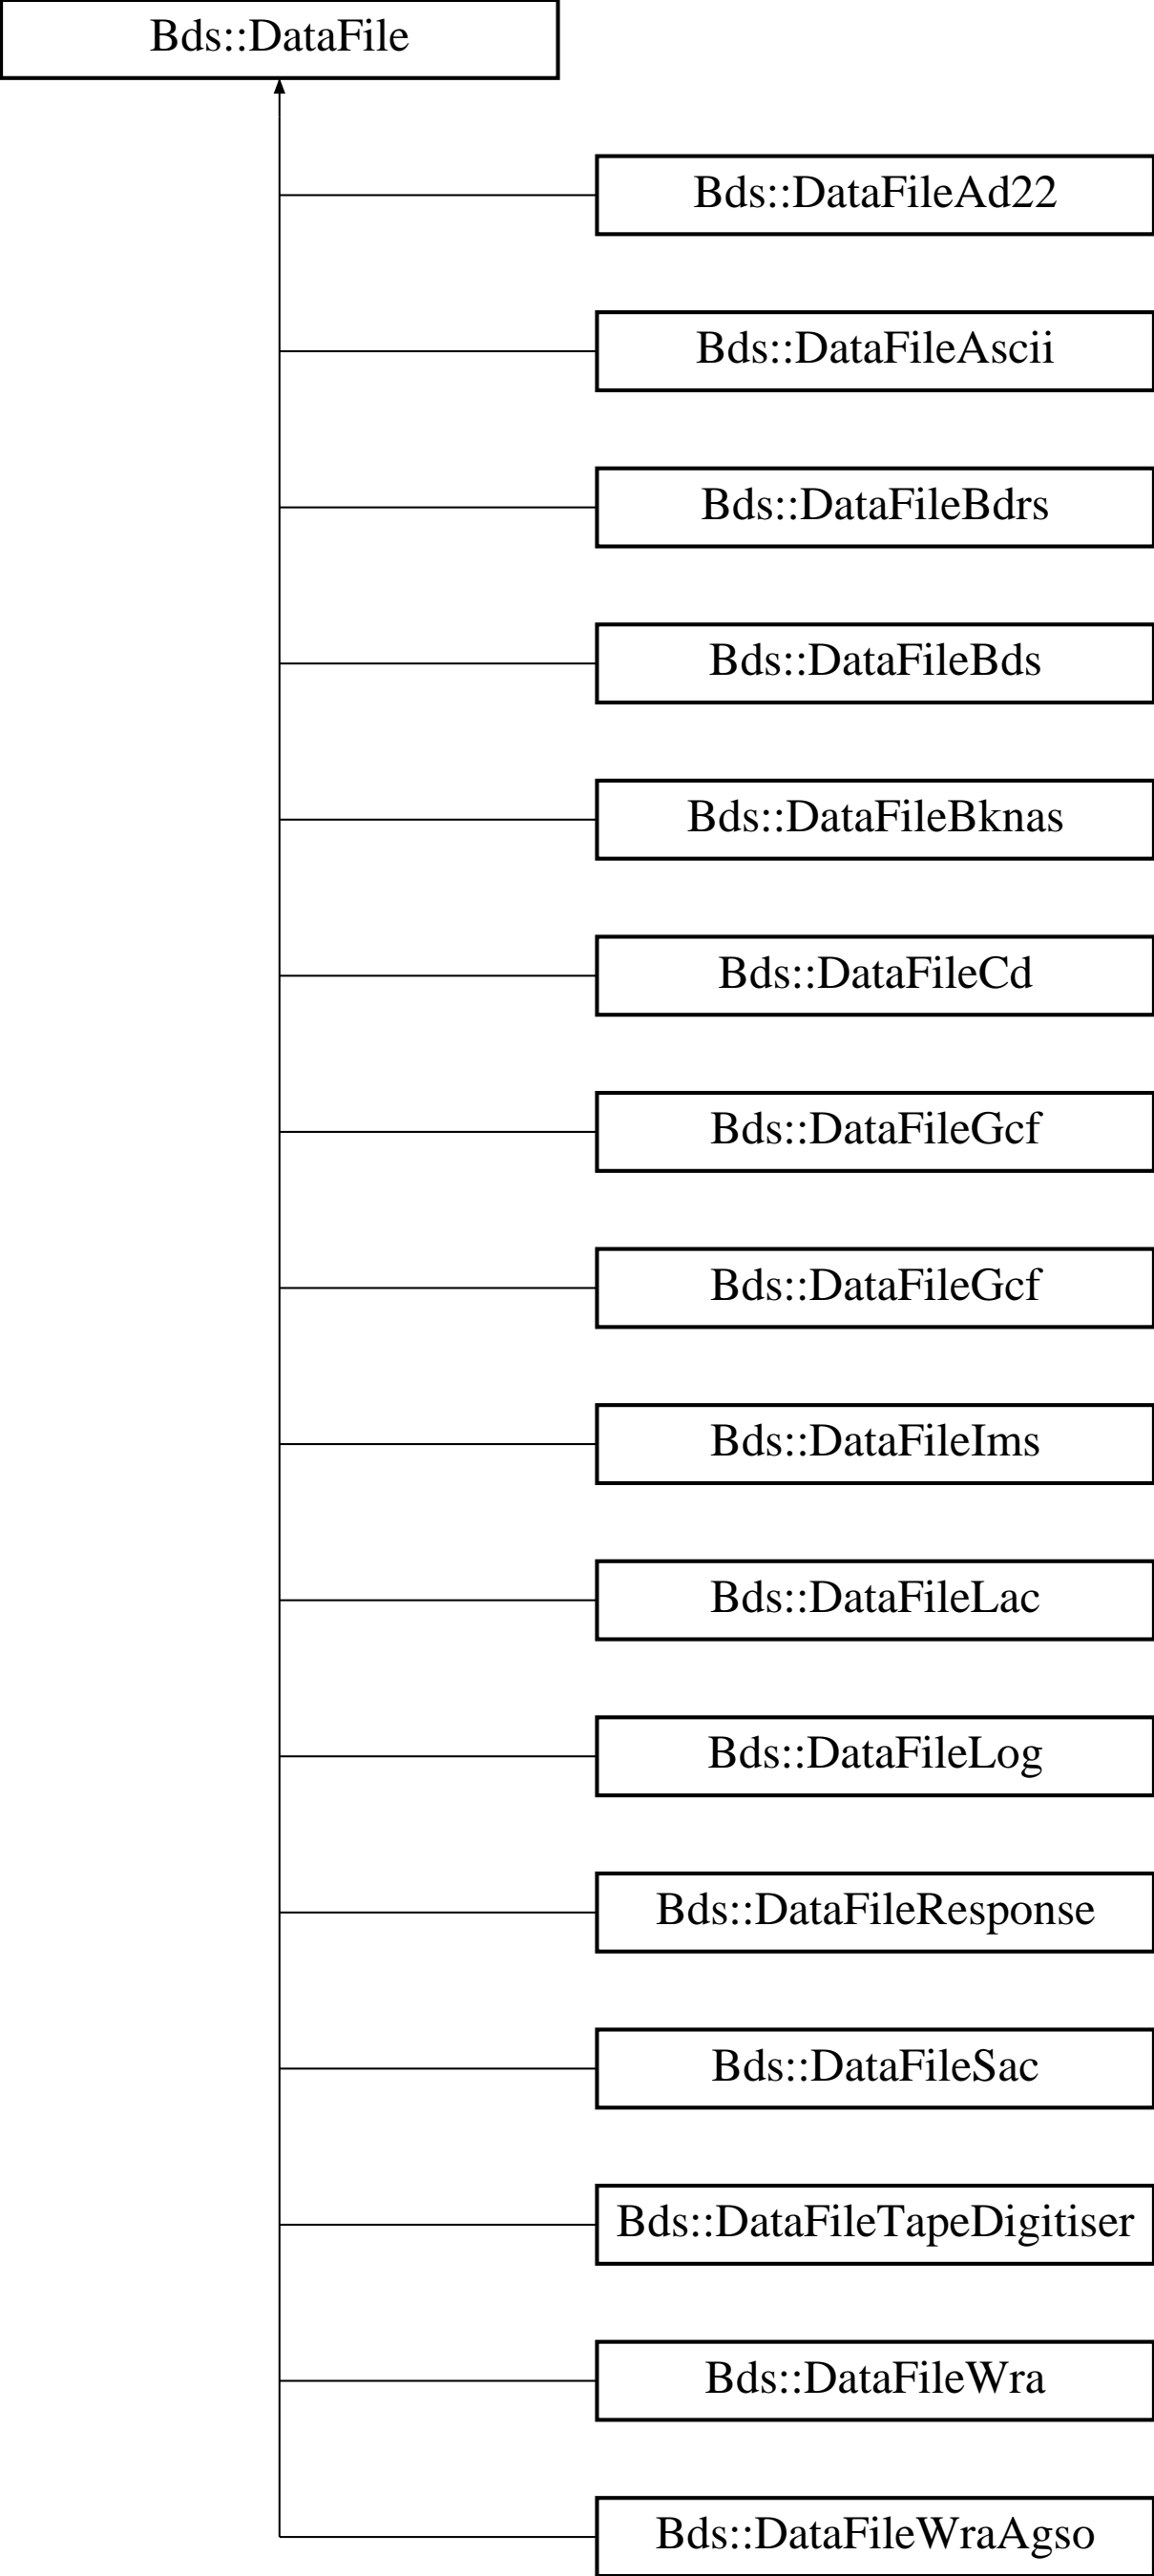 Bds::DataFile
Bds::DataFileAd22
Bds::DataFileAscii
Bds::DataFileBdrs
Bds::DataFileBds
Bds::DataFileBknas
Bds::DataFileCd
Bds::DataFileGcf
Bds::DataFileGcf
Bds::DataFileIms
Bds::DataFileLac
Bds::DataFileLog
Bds::DataFileResponse
Bds::DataFileSac
Bds::DataFileTapeDigitiser
Bds::DataFileWra
Bds::DataFileWraAgso